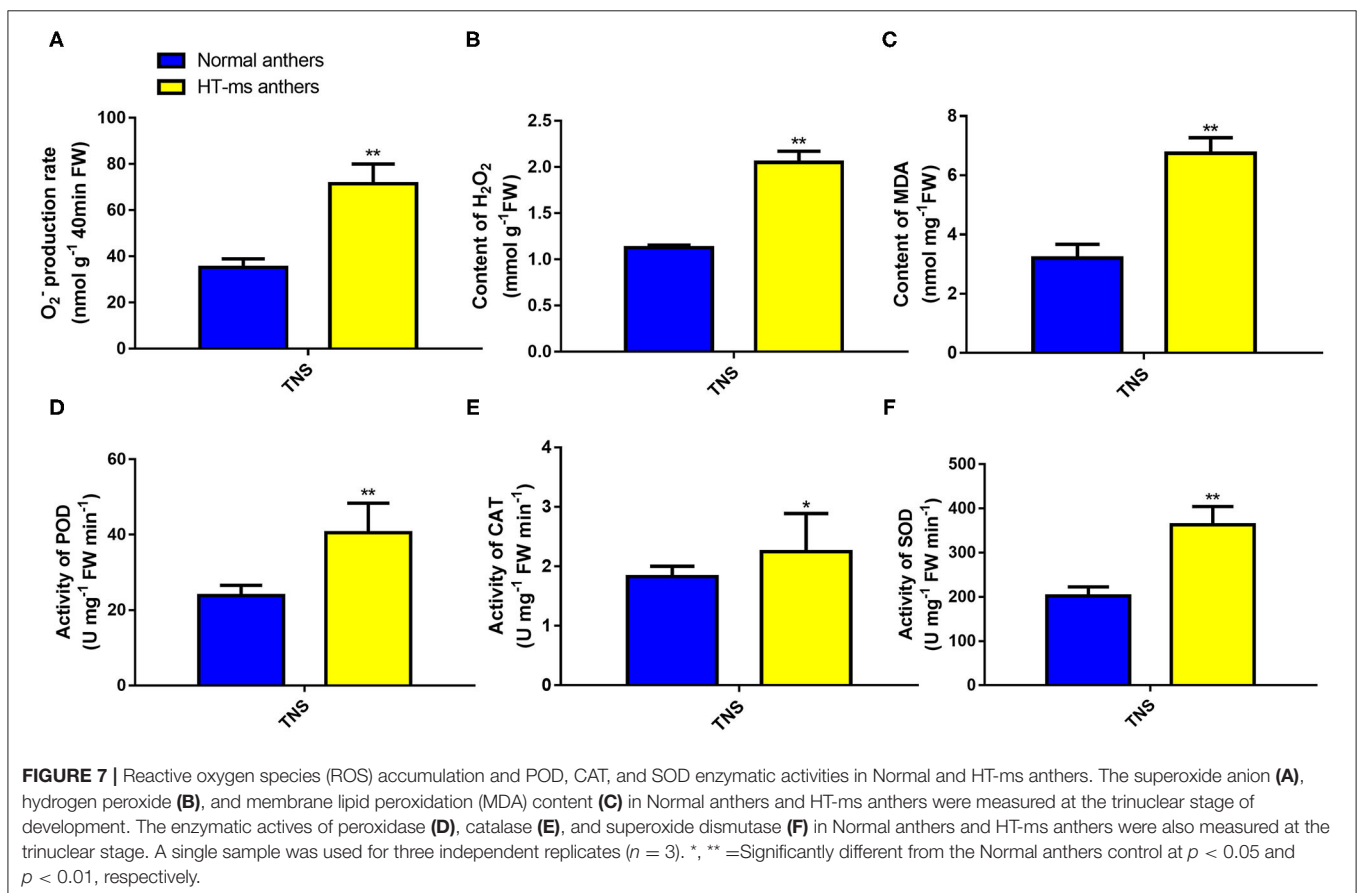 A
Normal anthers
HT-ms anthers
100
80
60
40
20
0
O₂⁻ production rate
(nmol g⁻¹ 40min FW)
**
TNS
B
2.5
2.0
1.5
1.0
0.5
0.0
Content of H₂O₂
(mmol g⁻¹FW)
**
TNS
C
8
6
4
2
0
Content of MDA
(nmol mg⁻¹FW)
**
TNS
D
60
40
20
0
Activity of POD
(U mg⁻¹ FW min⁻¹)
**
TNS
E
4
3
2
1
0
Activity of CAT
(U mg⁻¹ FW min⁻¹)
*
TNS
F
500
400
300
200
100
0
Activity of SOD
(U mg⁻¹ FW min⁻¹)
**
TNS
FIGURE 7 | Reactive oxygen species (ROS) accumulation and POD, CAT, and SOD enzymatic activities in Normal and HT-ms anthers. The superoxide anion (A),
hydrogen peroxide (B), and membrane lipid peroxidation (MDA) content (C) in Normal anthers and HT-ms anthers were measured at the trinuclear stage of
development. The enzymatic actives of peroxidase (D), catalase (E), and superoxide dismutase (F) in Normal anthers and HT-ms anthers were also measured at the
trinuclear stage. A single sample was used for three independent replicates (n = 3). *, ** =Significantly different from the Normal anthers control at p < 0.05 and
p < 0.01, respectively.